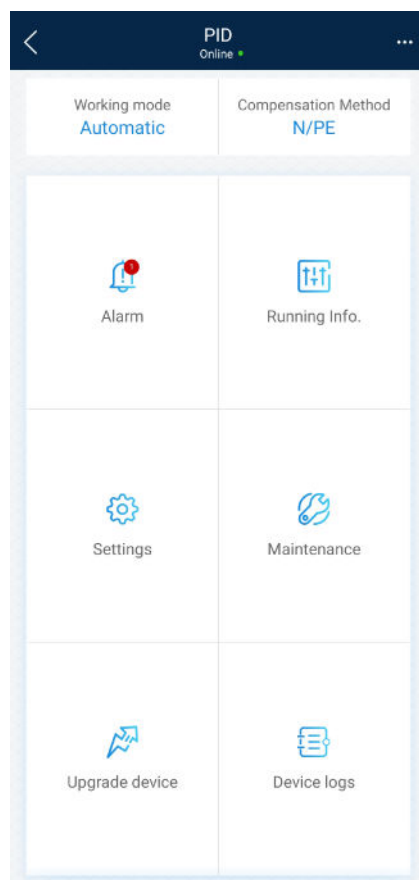 PID
Online
Working mode
Compensation Method
Automatic
N/PE
1
Alarm
Running Info.
Settings
Maintenance
Upgrade device
Device logs